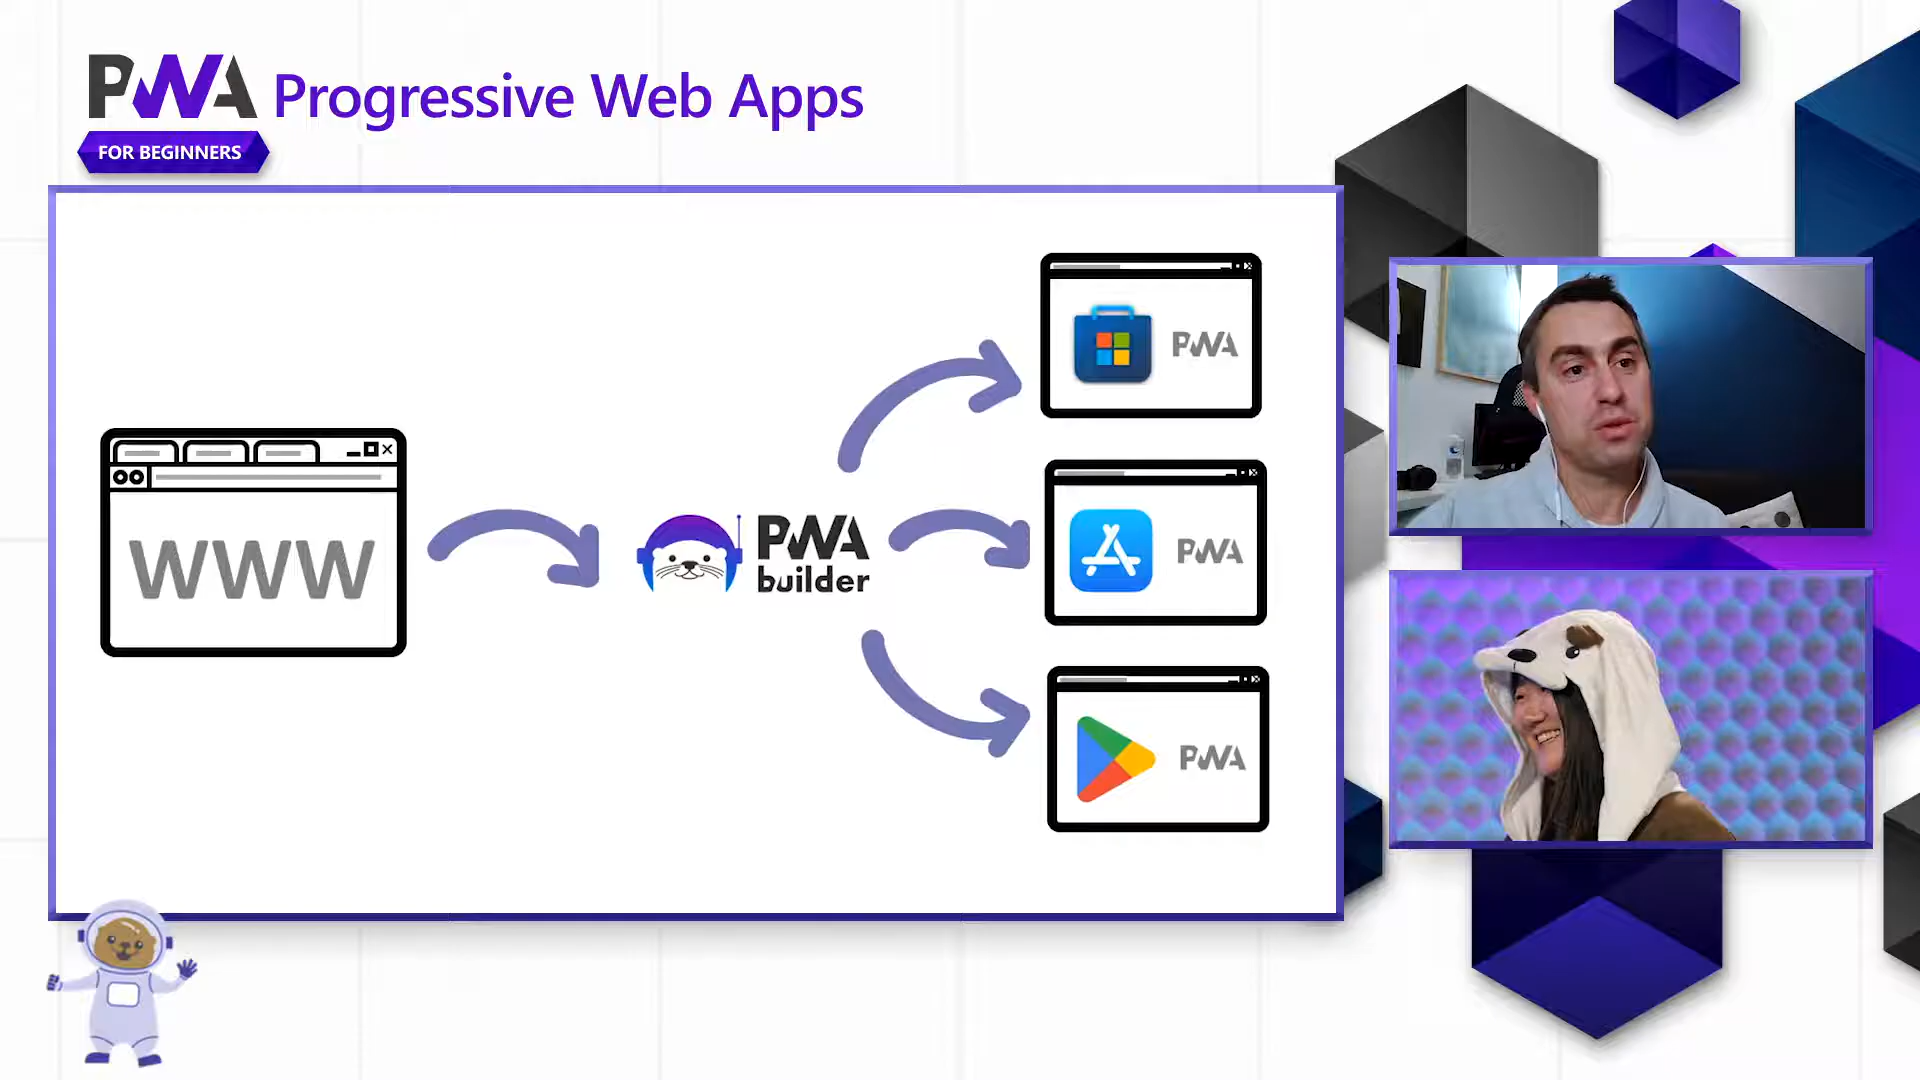 PWA Progressive Web Apps
FOR BEGINNERS
WWW
PWA
builder
PWA
PWA
PWA